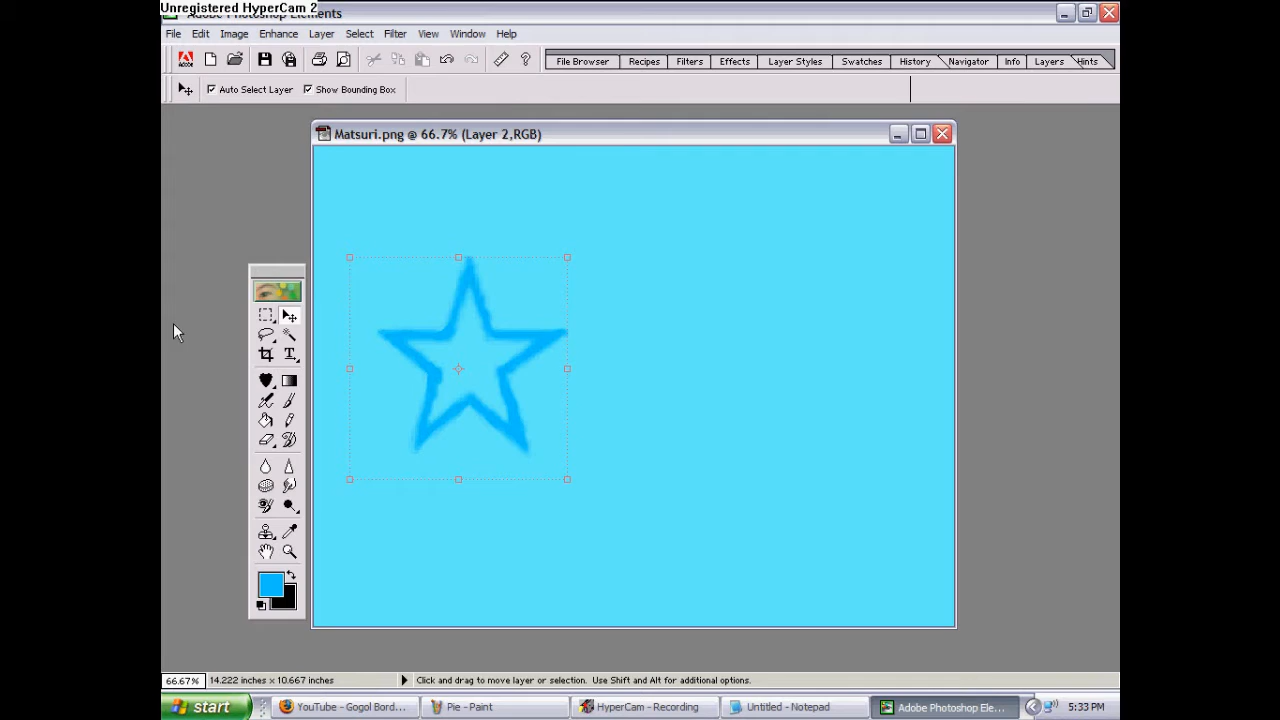 Unregistered HyperCam 2
Adobe Photoshop Elements
File Edit Image Enhance Layer Select Filter View Window Help
File Browser Recipes Filters Effects Layer Styles Swatches History Navigator Info Layers Hints
Auto Select Layer Show Bounding Box
Matsuri.png @ 66.7% (Layer 2,RGB)
66.67% 14.222 inches x 10.667 inches Click and drag to move layer or selection. Use Shift and Alt for additional options.
start YouTube - Gogol Bord... Pie - Paint HyperCam - Recording Untitled - Notepad Adobe Photoshop Ele... 5:33 PM